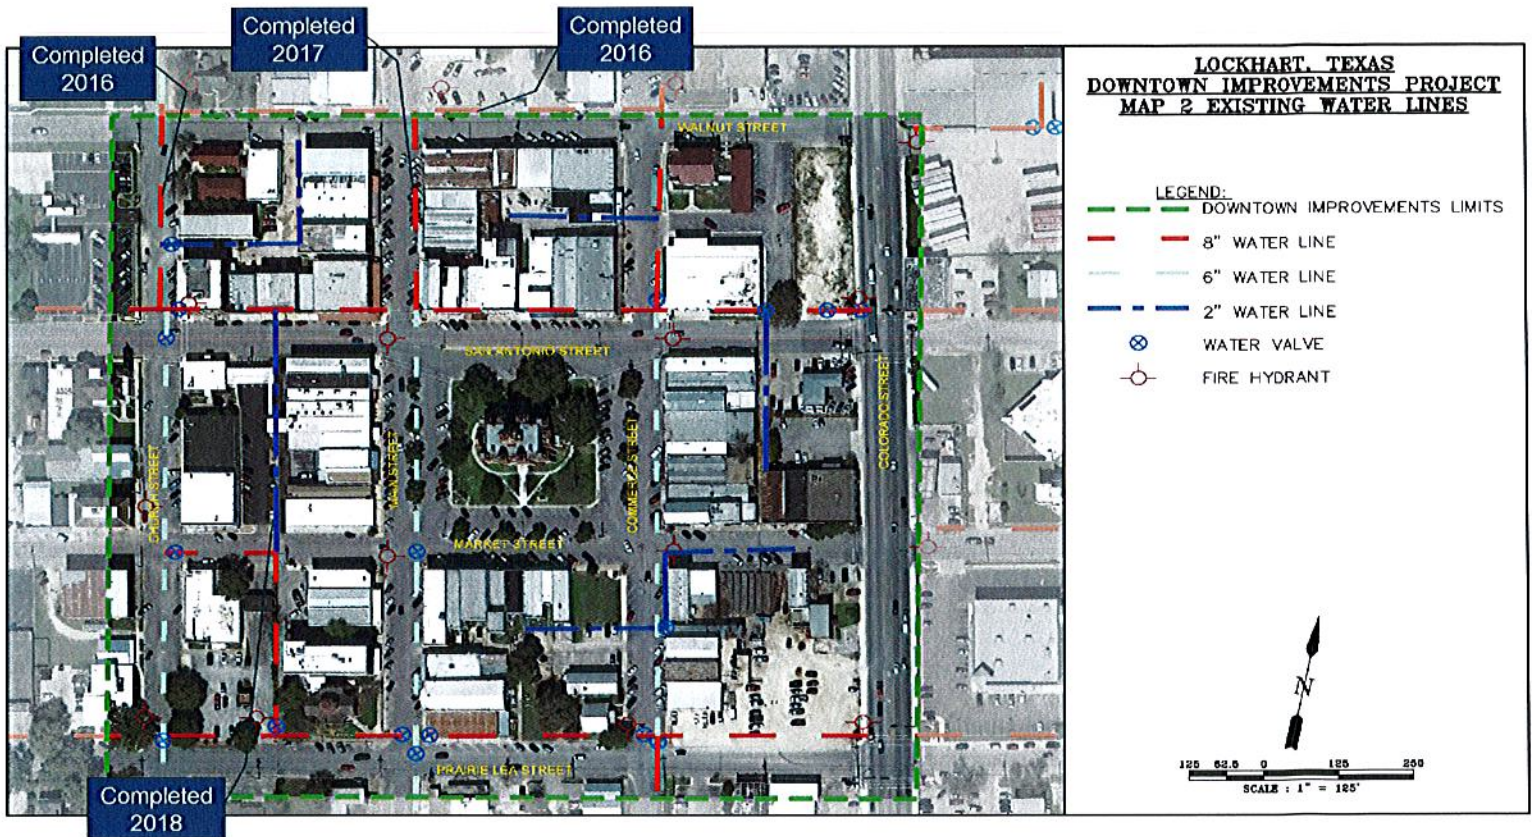 Completed
2016
Completed
2017
Completed
2016
LOCKHART, TEXAS
DOWNTOWN IMPROVEMENTS PROJECT
MAP 2 EXISTING WATER LINES
WALNUT STREET
LEGEND:
DOWNTOWN IMPROVEMENTS LIMITS
8" WATER LINE
6" WATER LINE
2" WATER LINE
WATER VALVE
FIRE HYDRANT
SAN ANTONIO STREET
COLORADO STREET
CHURCH STREET
MAIN STREET
COMMERCE STREET
MARKET STREET
PRAIRIE LEA STREET
N
125 62.5 0 125 250
SCALE : 1" = 125'
Completed
2018